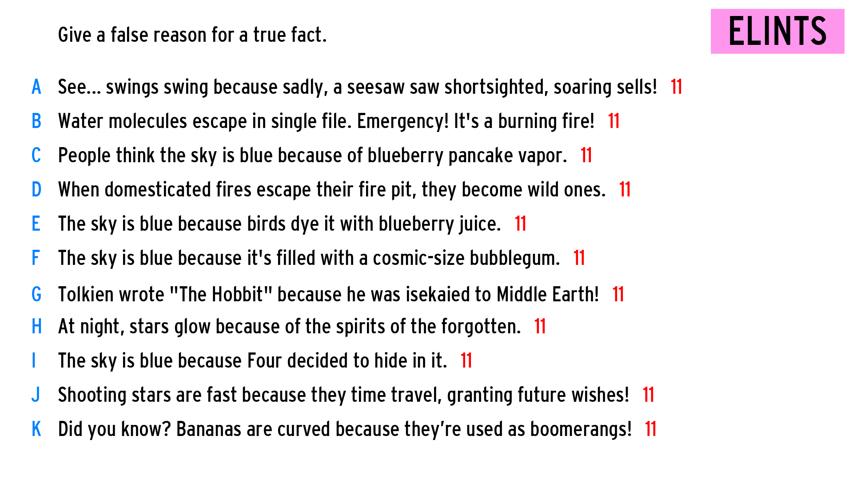 Give a false reason for a true fact.
ELINTS
A See... swings swing because sadly, a seesaw saw shortsighted, soaring sells! 11
B Water molecules escape in single file. Emergency! It's a burning fire! 11
C People think the sky is blue because of blueberry pancake vapor. 11
D When domesticated fires escape their fire pit, they become wild ones. 11
E The sky is blue because birds dye it with blueberry juice. 11
F The sky is blue because it's filled with a cosmic-size bubblegum. 11
G Tolkien wrote "The Hobbit" because he was isekaied to Middle Earth! 11
H At night, stars glow because of the spirits of the forgotten. 11
I The sky is blue because Four decided to hide in it. 11
J Shooting stars are fast because they time travel, granting future wishes! 11
K Did you know? Bananas are curved because they’re used as boomerangs! 11